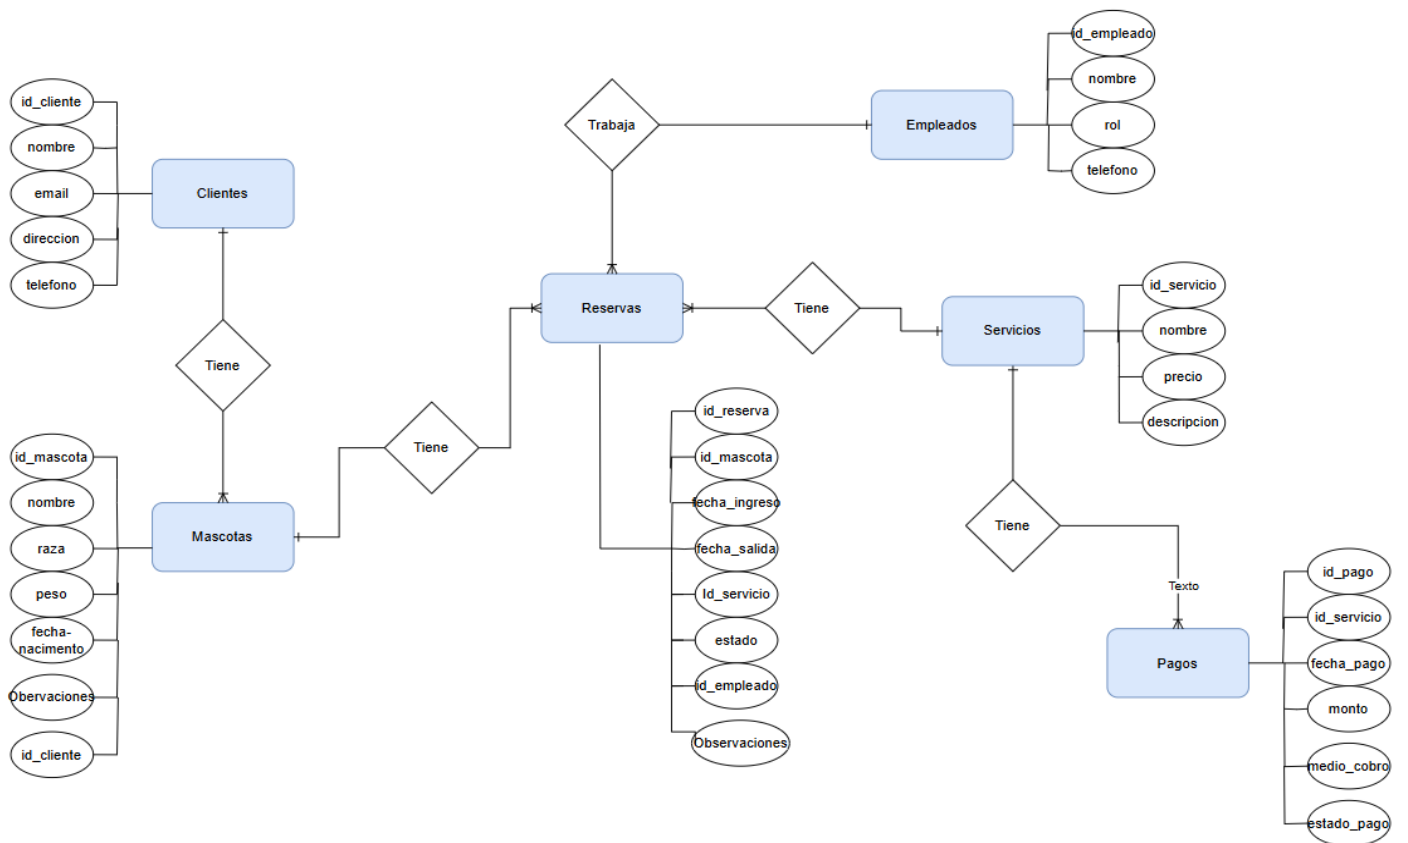 id_empleado
nombre
rol
telefono
Empleados
Trabaja
id_cliente
nombre
email
direccion
telefono
Clientes
Tiene
Reservas
Tiene
Servicios
id_servicio
nombre
precio
descripcion
id_mascota
nombre
raza
peso
fecha-
nacimiento
Obervaciones
id_cliente
Mascotas
Tiene
id_reserva
id_mascota
fecha_ingreso
fecha_salida
Id_servicio
estado
id_empleado
Observaciones
Tiene
Texto
Pagos
id_pago
id_servicio
fecha_pago
monto
medio_cobro
estado_pago